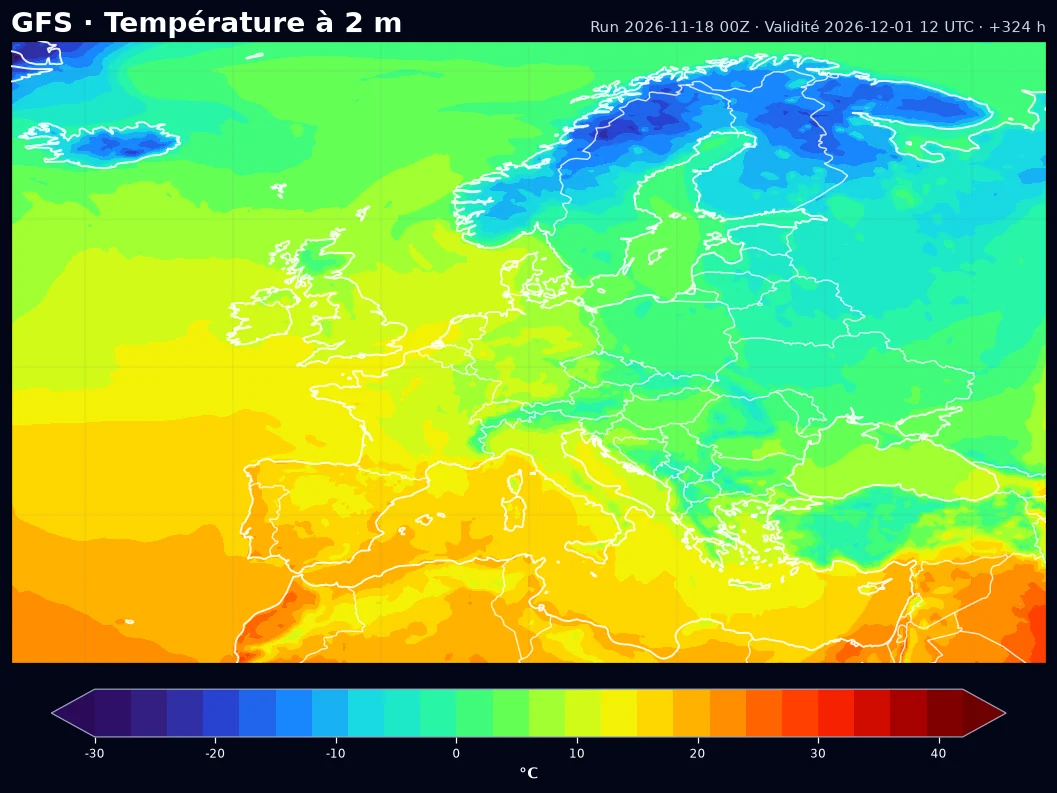 GFS · Température à 2 m
Run 2026-11-18 00Z · Validité 2026-12-01 12 UTC · +324 h
-30 -20 -10 0 10 20 30 40
°C